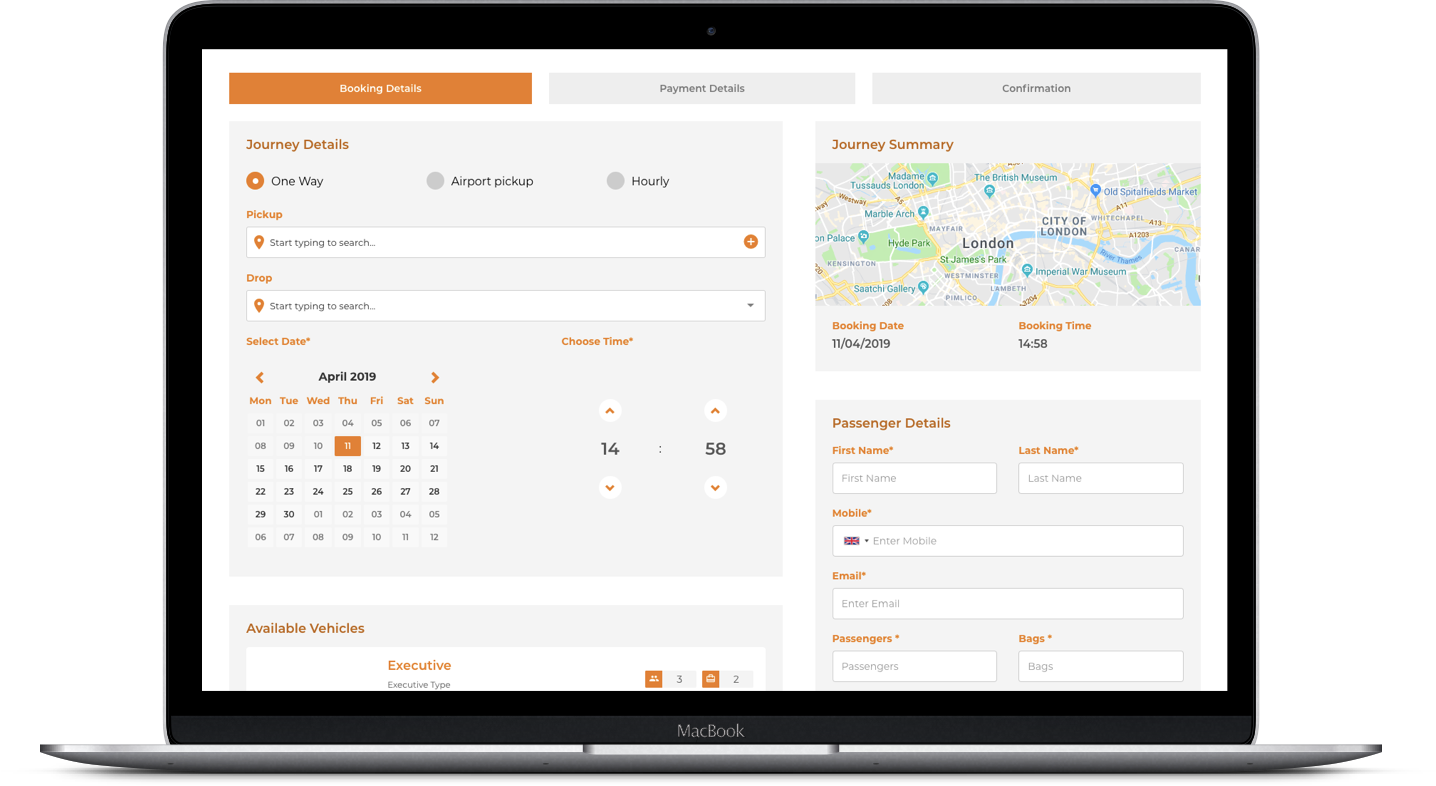 Booking Details
Payment Details
Confirmation
Journey Details
One Way
Airport pickup
Hourly
Pickup
Start typing to search...
Drop
Start typing to search...
Select Date*
Choose Time*
April 2019
Mon Tue Wed Thu Fri Sat Sun
01 02 03 04 05 06 07
08 09 10 11 12 13 14
15 16 17 18 19 20 21
22 23 24 25 26 27 28
29 30 01 02 03 04 05
06 07 08 09 10 11 12
14 : 58
Available Vehicles
Executive
Executive Type
3
2
Journey Summary
Madame
Tussauds London
The British Museum
Old Spitalfields Market
Westway
A5
A11
Marble Arch
CITY OF
LONDON
WHITECHAPEL
A13
MAYFAIR
A1203
on Palace
Hyde Park
London
River Thames
CANAR
KENSINGTON
St James's Park
WESTMINSTER
Imperial War Museum
Saatchi Gallery
LAMBETH
PIMLICO
A3204
A3220
Booking Date
Booking Time
11/04/2019
14:58
Passenger Details
First Name*
Last Name*
First Name
Last Name
Mobile*
Enter Mobile
Email*
Enter Email
Passengers *
Bags *
Passengers
Bags
MacBook